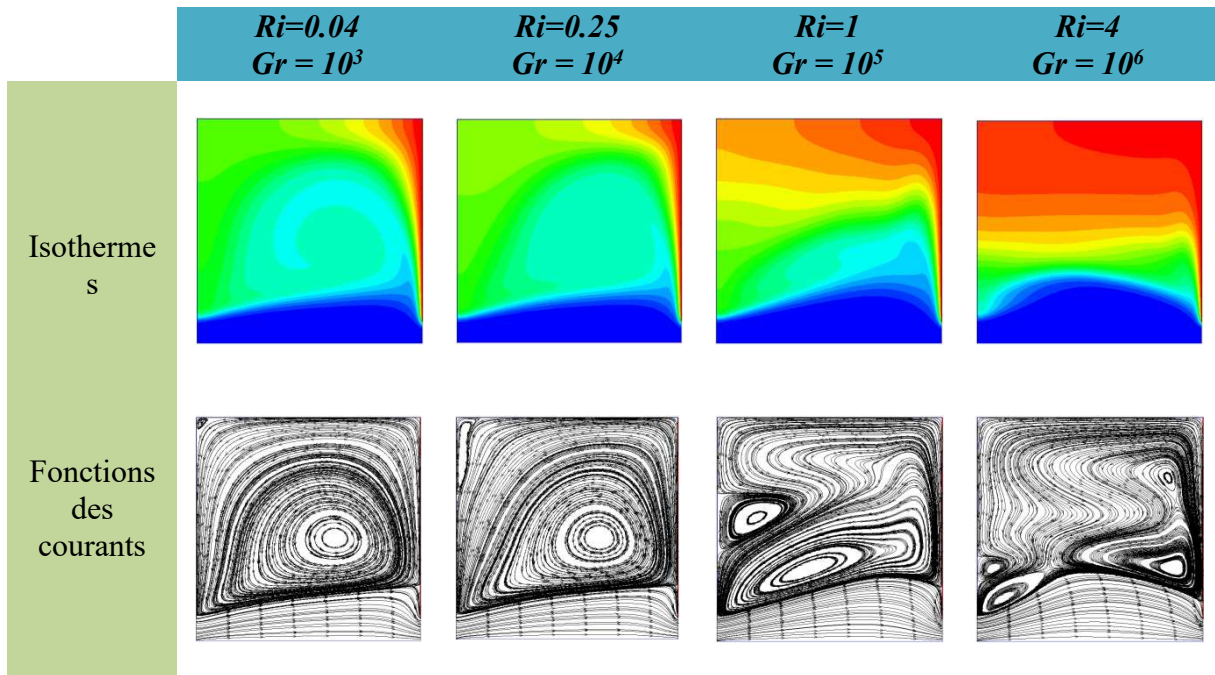 Ri=0.04
Gr = 10³
Ri=0.25
Gr = 10⁴
Ri=1
Gr = 10⁵
Ri=4
Gr = 10⁶
Isotherme
s
Fonctions
des
courants